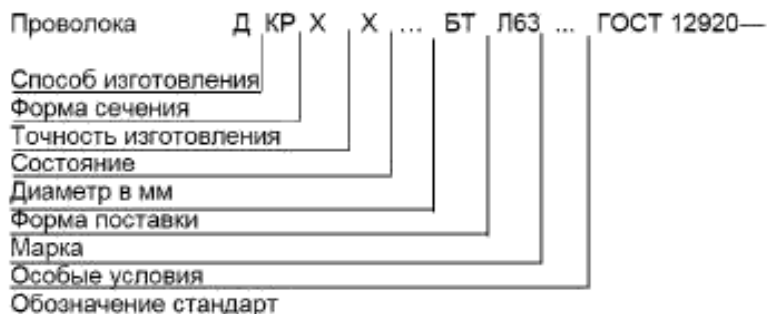 Проволока Д КР Х Х ... БТ Л63 ... ГОСТ 12920—
Способ изготовления
Форма сечения
Точность изготовления
Состояние
Диаметр в мм
Форма поставки
Марка
Особые условия
Обозначение стандарт